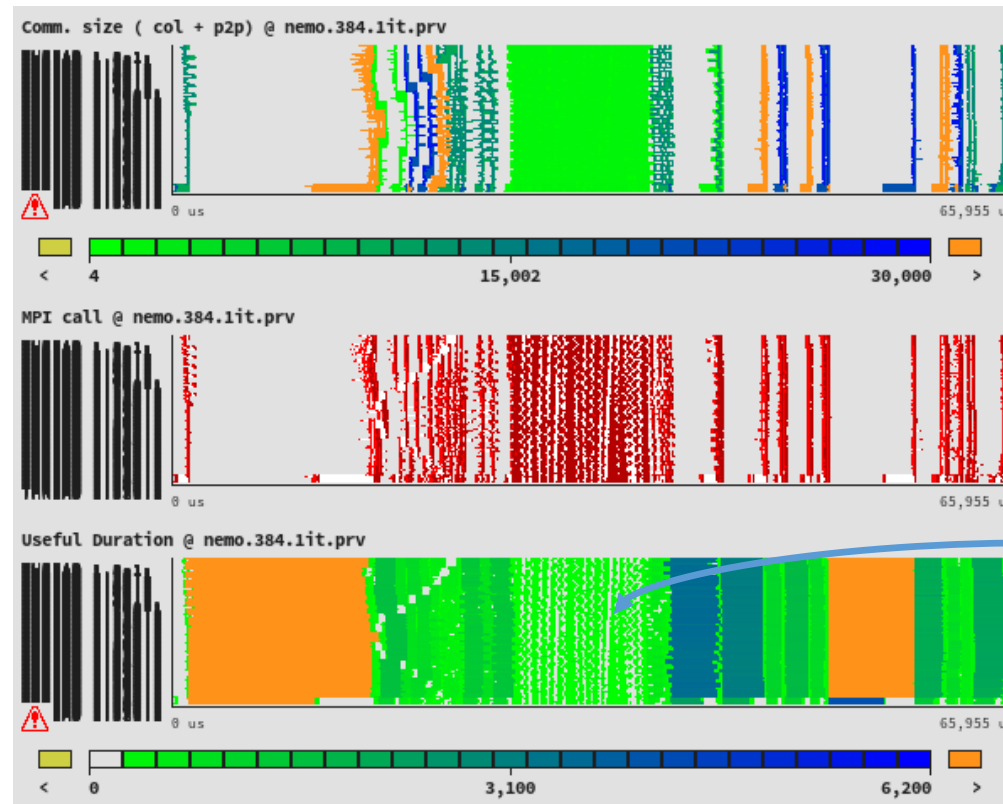 Comm. size ( col + p2p) @ nemo.384.1it.prv
0 us
65,955 u
< 4 15,002 30,000 >
MPI call @ nemo.384.1it.prv
0 us
65,955 u
Useful Duration @ nemo.384.1it.prv
0 us
65,955 u
< 0 3,100 6,200 >